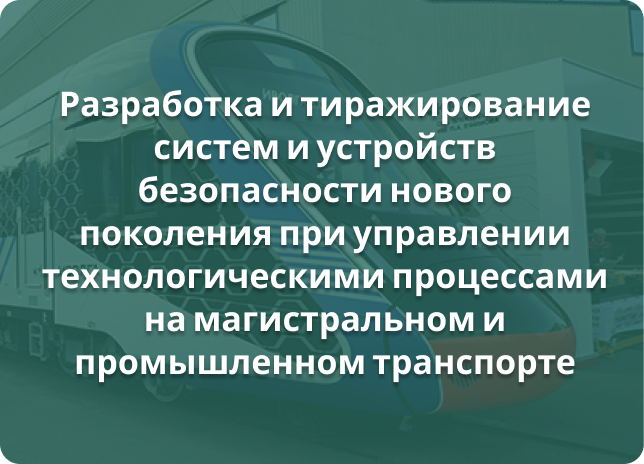 Разработка и тиражирование
систем и устройств
безопасности нового
поколения при управлении
технологическими процессами
на магистральном и
промышленном транспорте